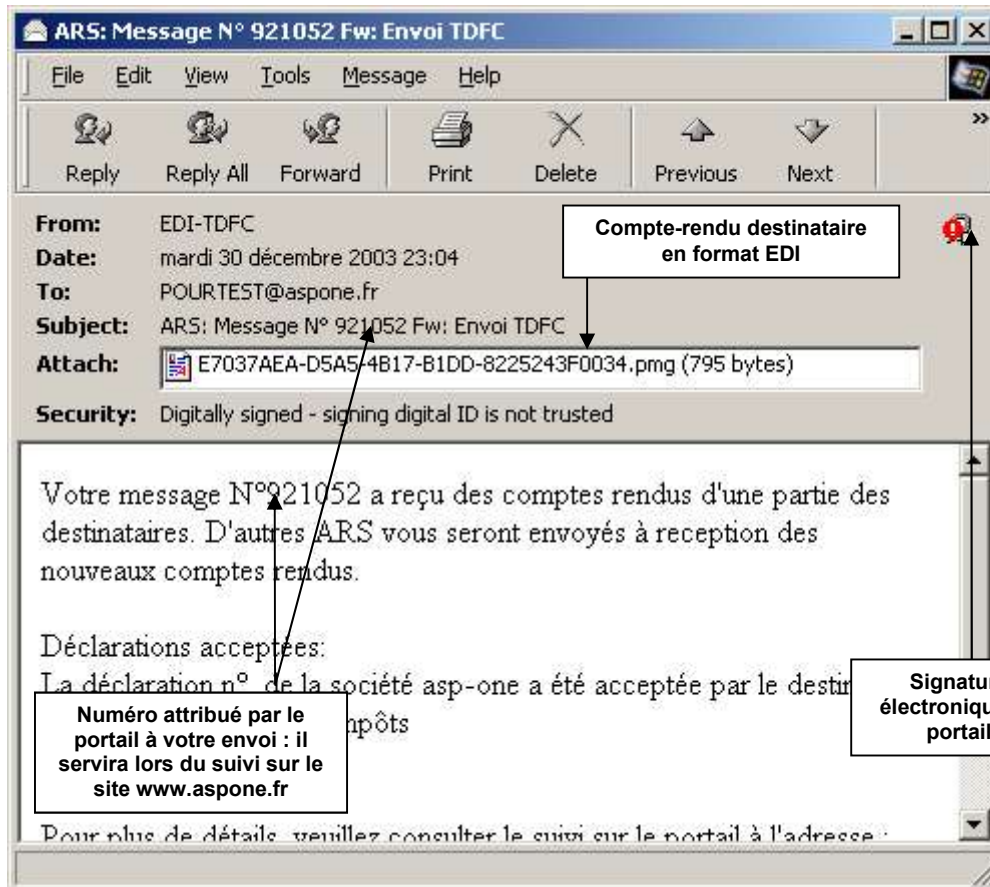 ARS: Message N° 921052 Fw: Envoi TDFC
File Edit View Tools Message Help
Reply Reply All Forward Print Delete Previous Next
From: EDI-TDFC
Date: mardi 30 décembre 2003 23:04
To: POURTEST@aspone.fr
Subject: ARS: Message N° 921052 Fw: Envoi TDFC
Attach: E7037AEA-D5A5-4B17-B1DD-8225243F0034.pmg (795 bytes)
Security: Digitally signed - signing digital ID is not trusted
Compte-rendu destinataire
en format EDI
Votre message N°921052 a reçu des comptes rendus d'une partie des
destinataires. D'autres ARS vous seront envoyés à reception des
nouveaux comptes rendus.
Déclarations acceptées:
La déclaration n° de la société asp-one a été acceptée par le destin
mpôts
Numéro attribué par le
portail à votre envoi : il
servira lors du suivi sur le
site www.aspone.fr
Signatur
électroniqu
portail
Pour plus de détails, veuillez consulter le suivi sur le portail à l'adresse :